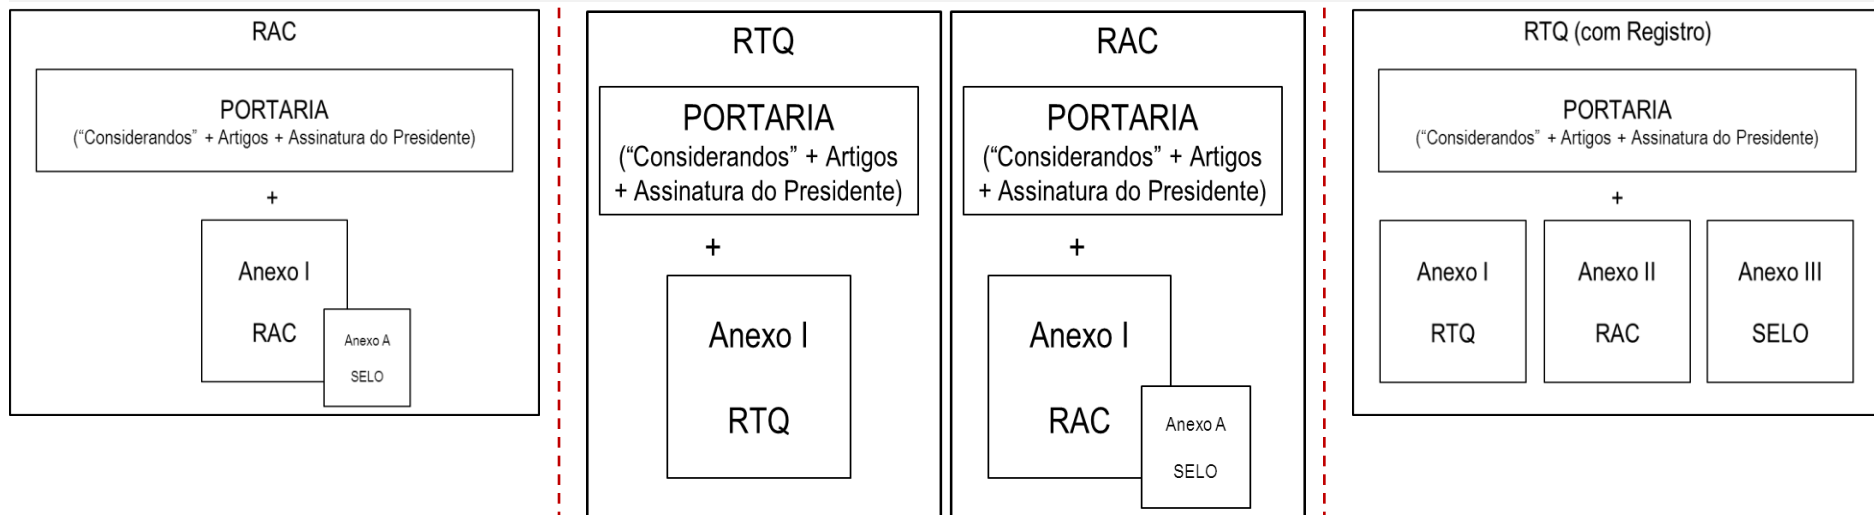 RAC
PORTARIA
(“Considerandos” + Artigos + Assinatura do Presidente)
+
Anexo I
RAC
Anexo A
SELO
RTQ
PORTARIA
(“Considerandos” + Artigos
+ Assinatura do Presidente)
+
Anexo I
RTQ
RAC
PORTARIA
(“Considerandos” + Artigos
+ Assinatura do Presidente)
+
Anexo I
RAC
Anexo A
SELO
RTQ (com Registro)
PORTARIA
(“Considerandos” + Artigos + Assinatura do Presidente)
+
Anexo I
RTQ
Anexo II
RAC
Anexo III
SELO